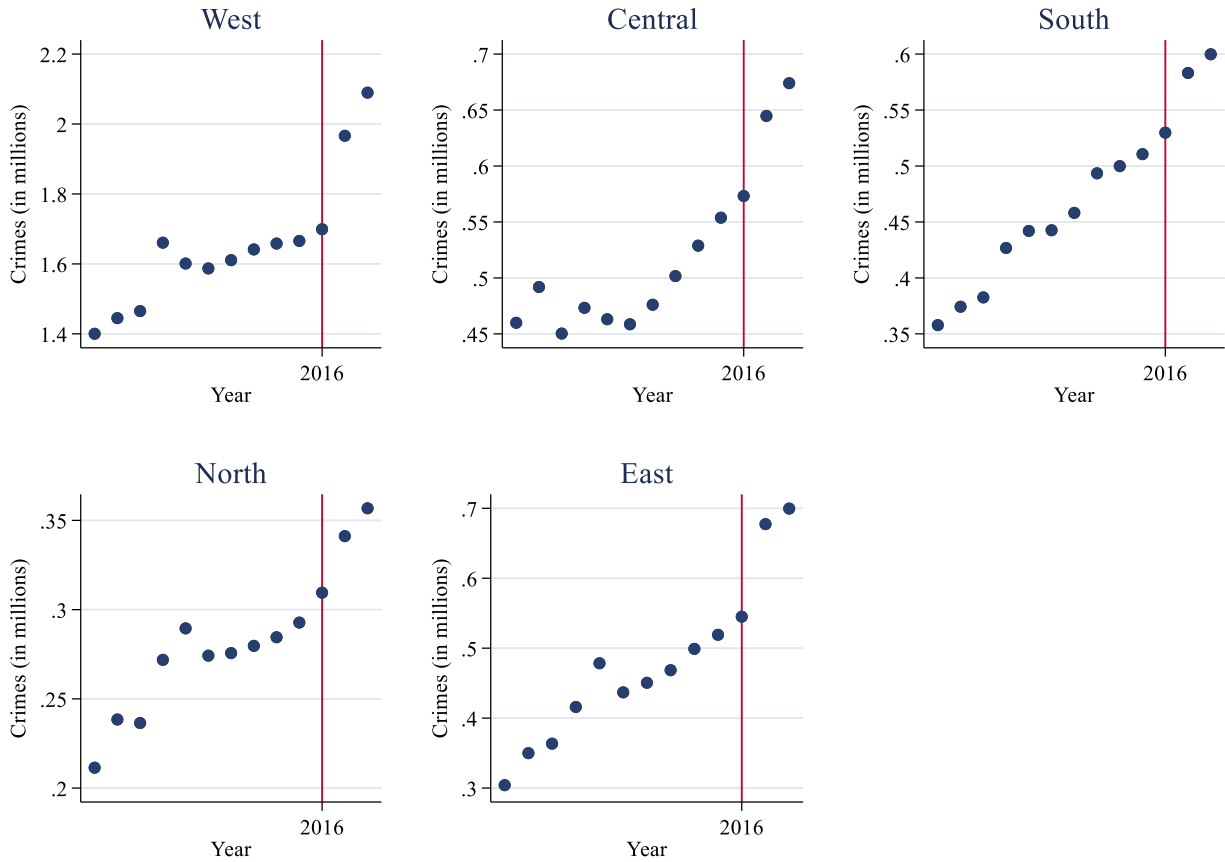 West
Crimes (in millions)
2.2
2
1.8
1.6
1.4
2016
Year
Central
Crimes (in millions)
.7
.65
.6
.55
.5
.45
2016
Year
South
Crimes (in millions)
.6
.55
.5
.45
.4
.35
2016
Year
North
Crimes (in millions)
.35
.3
.25
.2
2016
Year
East
Crimes (in millions)
.7
.6
.5
.4
.3
2016
Year